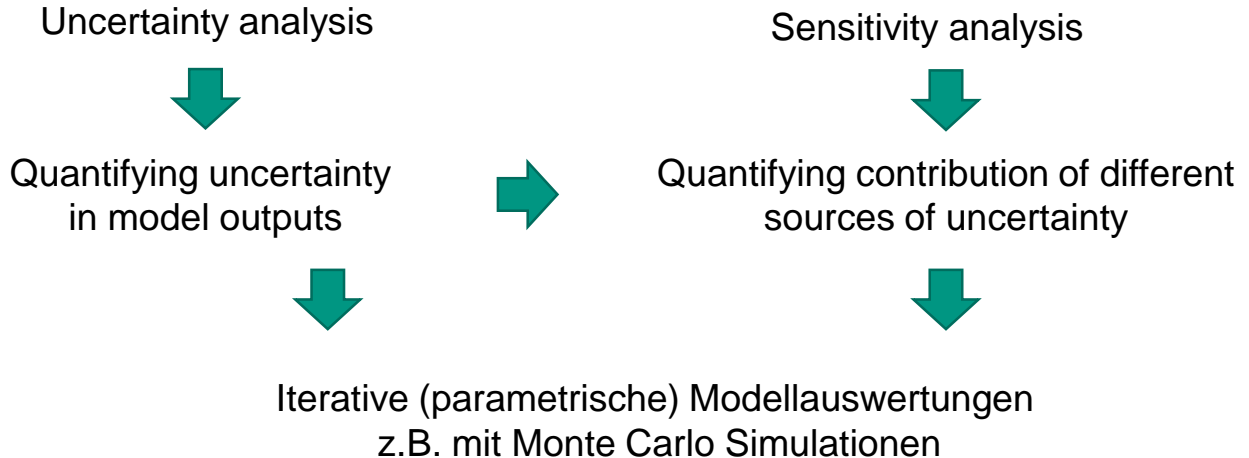 Uncertainty analysis
Sensitivity analysis
Quantifying uncertainty
in model outputs
Quantifying contribution of different
sources of uncertainty
Iterative (parametrische) Modellauswertungen
z.B. mit Monte Carlo Simulationen